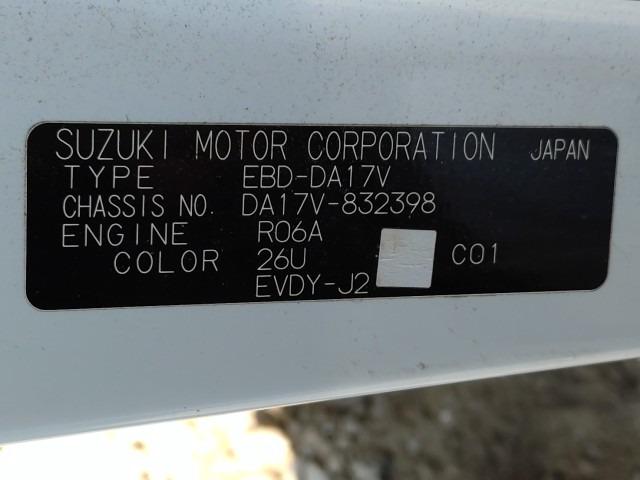 SUZUKI MOTOR CORPORATION JAPAN
TYPE EBD-DA17V
CHASSIS NO. DA17V-832398
ENGINE R06A
COLOR 26U C01
EVDY-J2